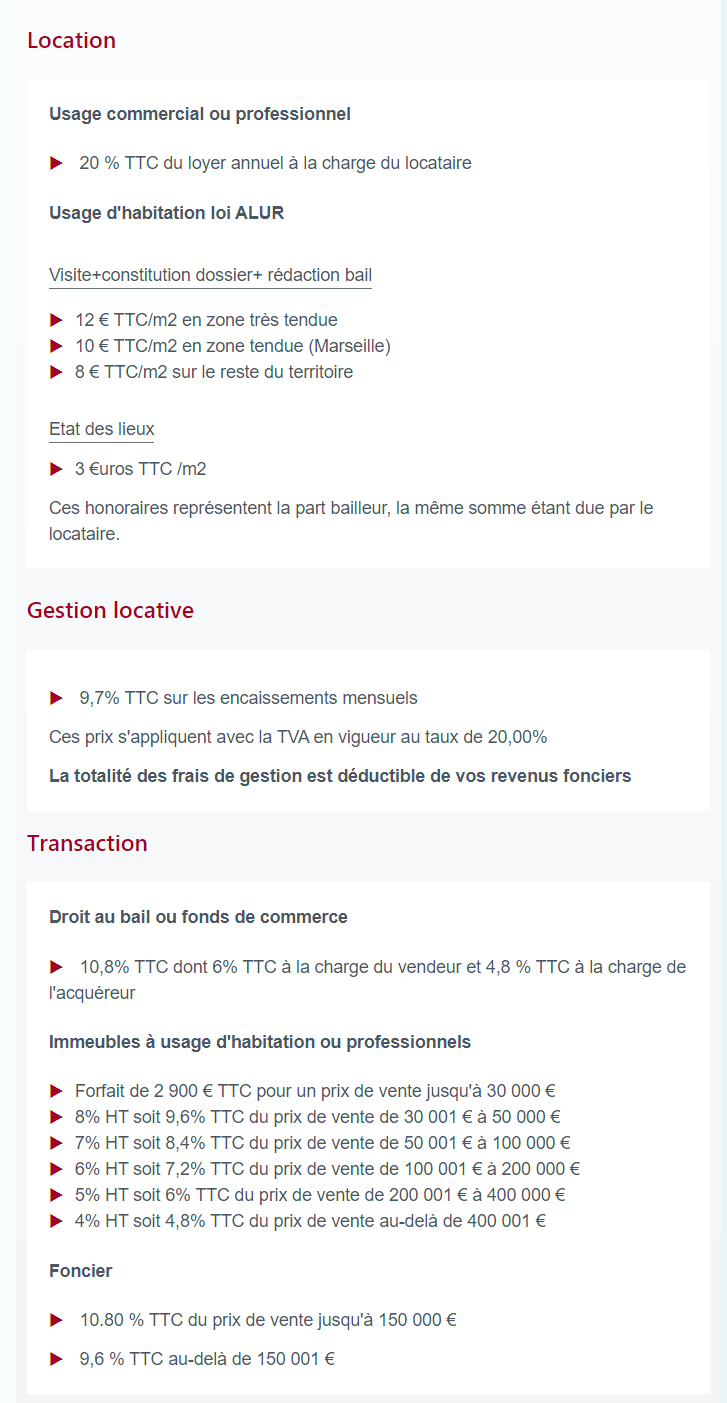 Location
Usage commercial ou professionnel
20 % TTC du loyer annuel à la charge du locataire
Usage d'habitation loi ALUR
Visite+constitution dossier+ rédaction bail
12 € TTC/m2 en zone très tendue
10 € TTC/m2 en zone tendue (Marseille)
8 € TTC/m2 sur le reste du territoire
Etat des lieux
3 €uros TTC /m2
Ces honoraires représentent la part bailleur, la même somme étant due par le
locataire.
Gestion locative
9,7% TTC sur les encaissements mensuels
Ces prix s'appliquent avec la TVA en vigueur au taux de 20,00%
La totalité des frais de gestion est déductible de vos revenus fonciers
Transaction
Droit au bail ou fonds de commerce
10,8% TTC dont 6% TTC à la charge du vendeur et 4,8 % TTC à la charge de
l'acquéreur
Immeubles à usage d'habitation ou professionnels
Forfait de 2 900 € TTC pour un prix de vente jusqu'à 30 000 €
8% HT soit 9,6% TTC du prix de vente de 30 001 € à 50 000 €
7% HT soit 8,4% TTC du prix de vente de 50 001 € à 100 000 €
6% HT soit 7,2% TTC du prix de vente de 100 001 € à 200 000 €
5% HT soit 6% TTC du prix de vente de 200 001 € à 400 000 €
4% HT soit 4,8% TTC du prix de vente au-delà de 400 001 €
Foncier
10.80 % TTC du prix de vente jusqu'à 150 000 €
9,6 % TTC au-delà de 150 001 €